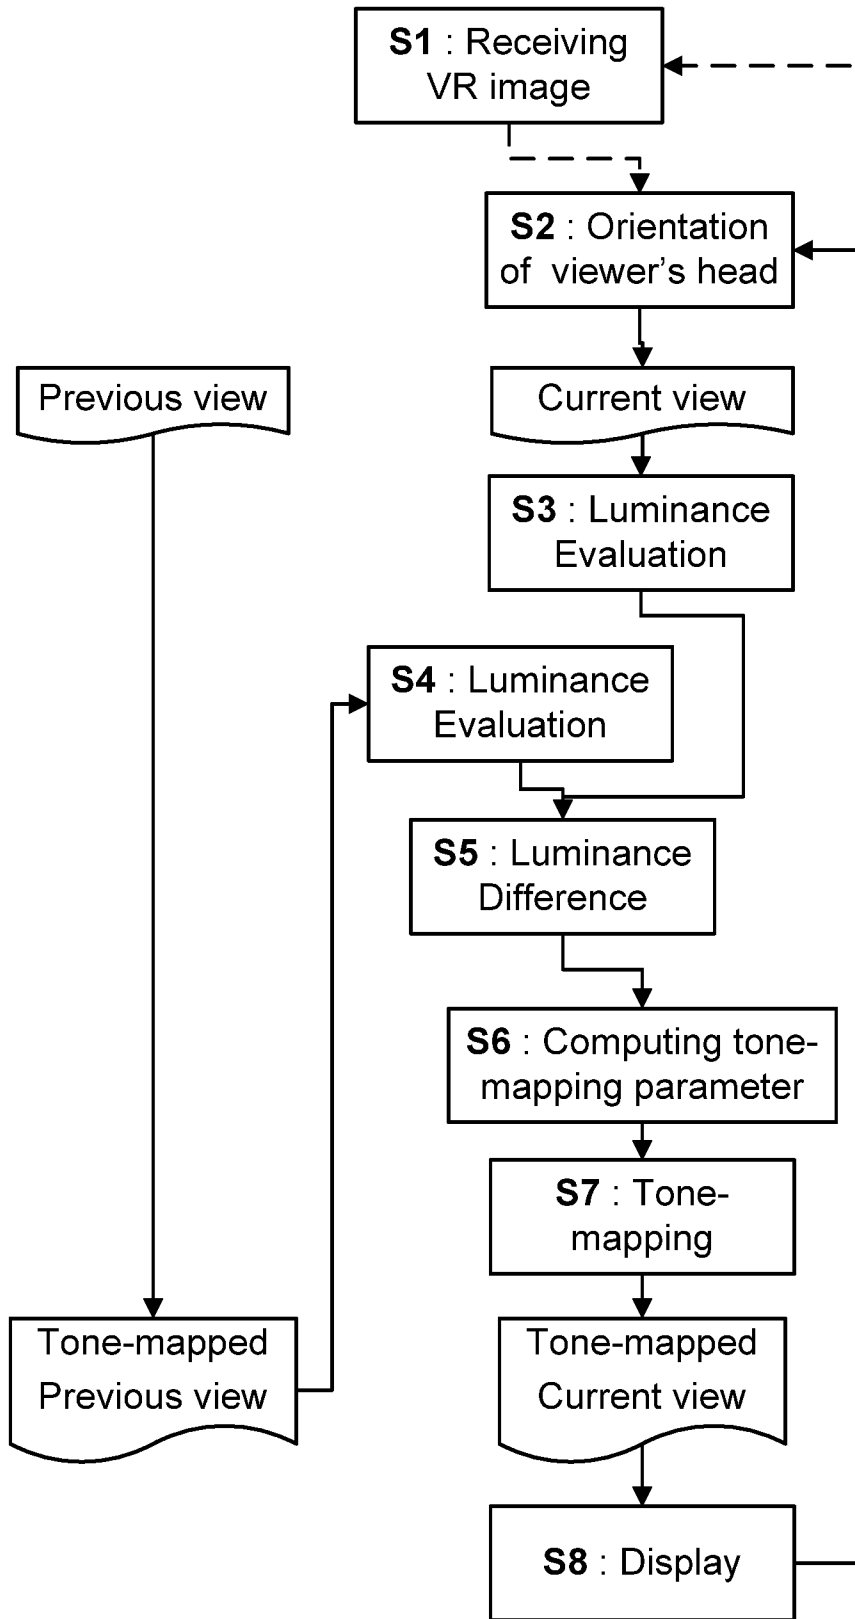 S1 : Receiving
VR image
S2 : Orientation
of viewer's head
Previous view
Current view
S3 : Luminance
Evaluation
S4 : Luminance
Evaluation
S5 : Luminance
Difference
S6 : Computing tone-
mapping parameter
S7 : Tone-
mapping
Tone-mapped
Previous view
Tone-mapped
Current view
S8 : Display